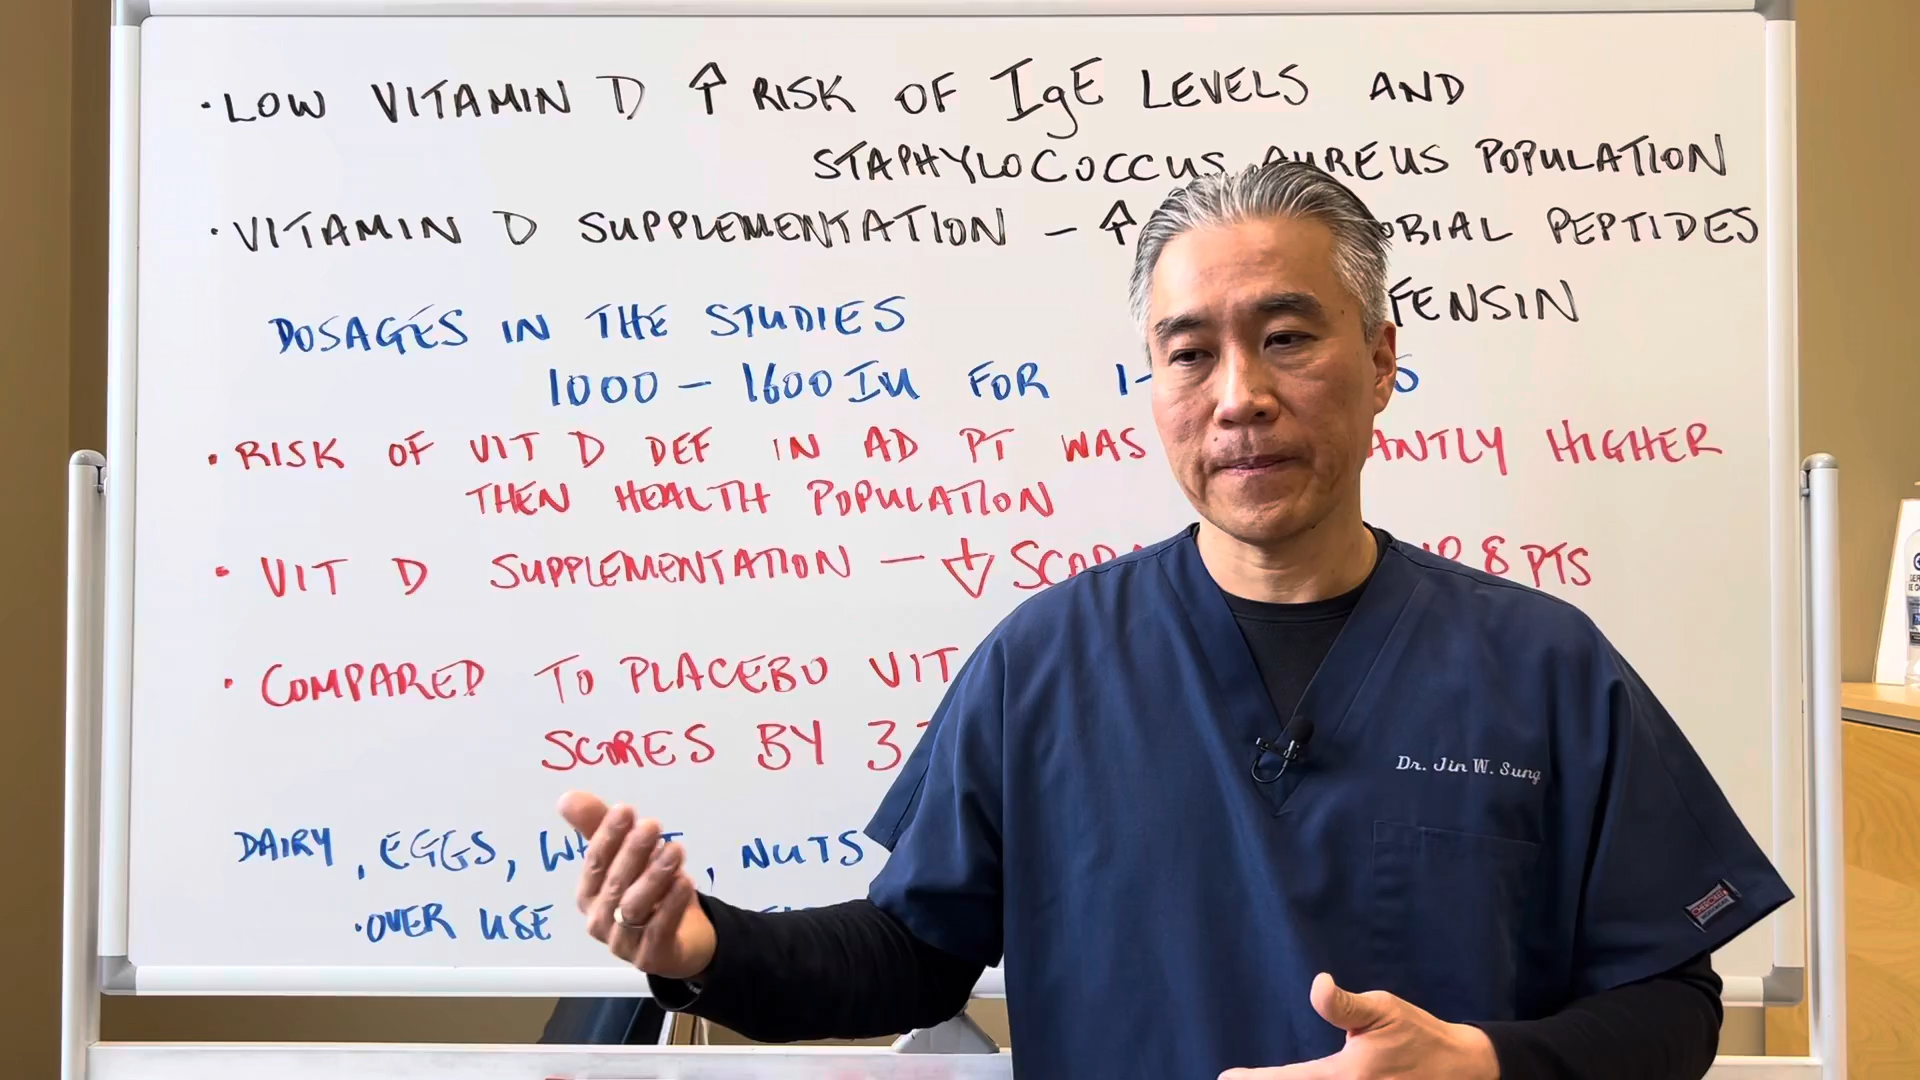 ·LOW VITAMIN D ↑ RISK OF IgE LEVELS AND
STAPHYLOCOCCUS AUREUS POPULATION
·VITAMIN D SUPPLEMENTATION – ↑ OBIAL PEPTIDES
FENSIN
DOSAGES IN THE STUDIES
1000 – 1600 IU FOR 1-
·RISK OF VIT D DEF IN AD PT WAS ANTLY HIGHER
THEN HEALTH POPULATION
·VIT D SUPPLEMENTATION – ↓ 8 PTS
·COMPARED TO PLACEBO VIT
SCORES BY
DAIRY, EGGS, NUTS
·OVER USE
Dr. Jin W. Sung